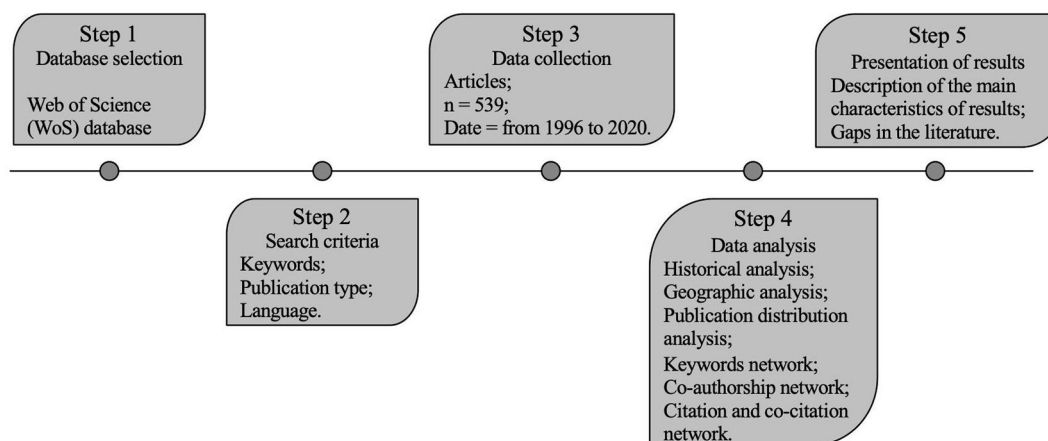 Step 1
Database selection
Web of Science
(WoS) database
Step 2
Search criteria
Keywords;
Publication type;
Language.
Step 3
Data collection
Articles;
n = 539;
Date = from 1996 to 2020.
Step 4
Data analysis
Historical analysis;
Geographic analysis;
Publication distribution
analysis;
Keywords network;
Co-authorship network;
Citation and co-citation
network.
Step 5
Presentation of results
Description of the main
characteristics of results;
Gaps in the literature.